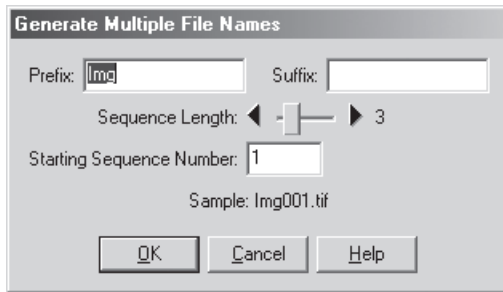 Generate Multiple File Names
Prefix: Img Suffix:
Sequence Length: 3
Starting Sequence Number: 1
Sample: Img001.tif
OK Cancel Help